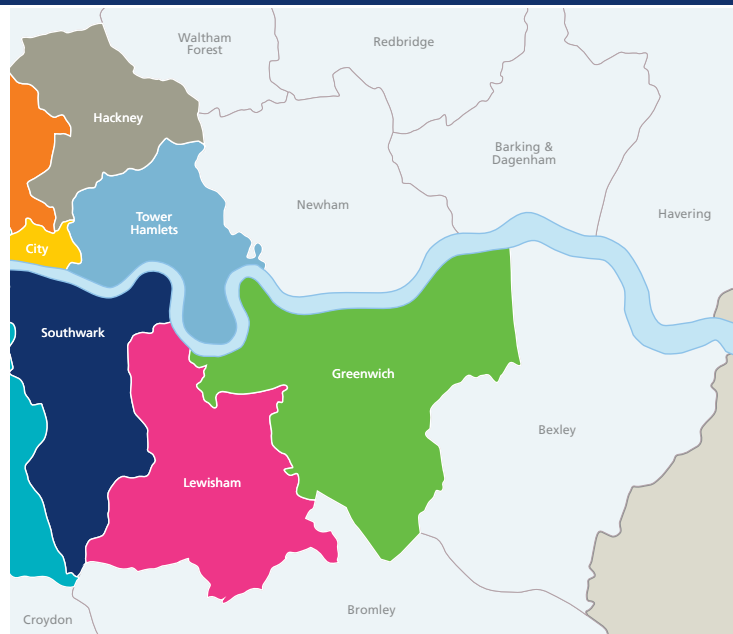 Waltham
Forest
Redbridge
Hackney
Barking &
Dagenham
Newham
Havering
Tower
Hamlets
City
Southwark
Greenwich
Bexley
Lewisham
Bromley
Croydon